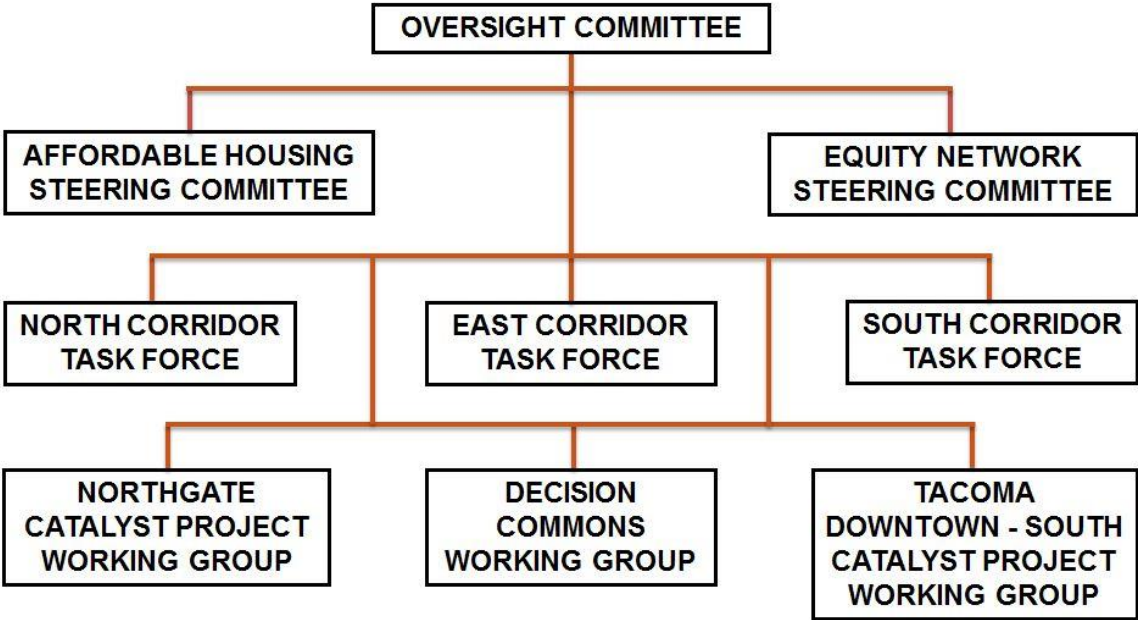 OVERSIGHT COMMITTEE
AFFORDABLE HOUSING
STEERING COMMITTEE
EQUITY NETWORK
STEERING COMMITTEE
NORTH CORRIDOR
TASK FORCE
EAST CORRIDOR
TASK FORCE
SOUTH CORRIDOR
TASK FORCE
NORTHGATE
CATALYST PROJECT
WORKING GROUP
DECISION
COMMONS
WORKING GROUP
TACOMA
DOWNTOWN - SOUTH
CATALYST PROJECT
WORKING GROUP